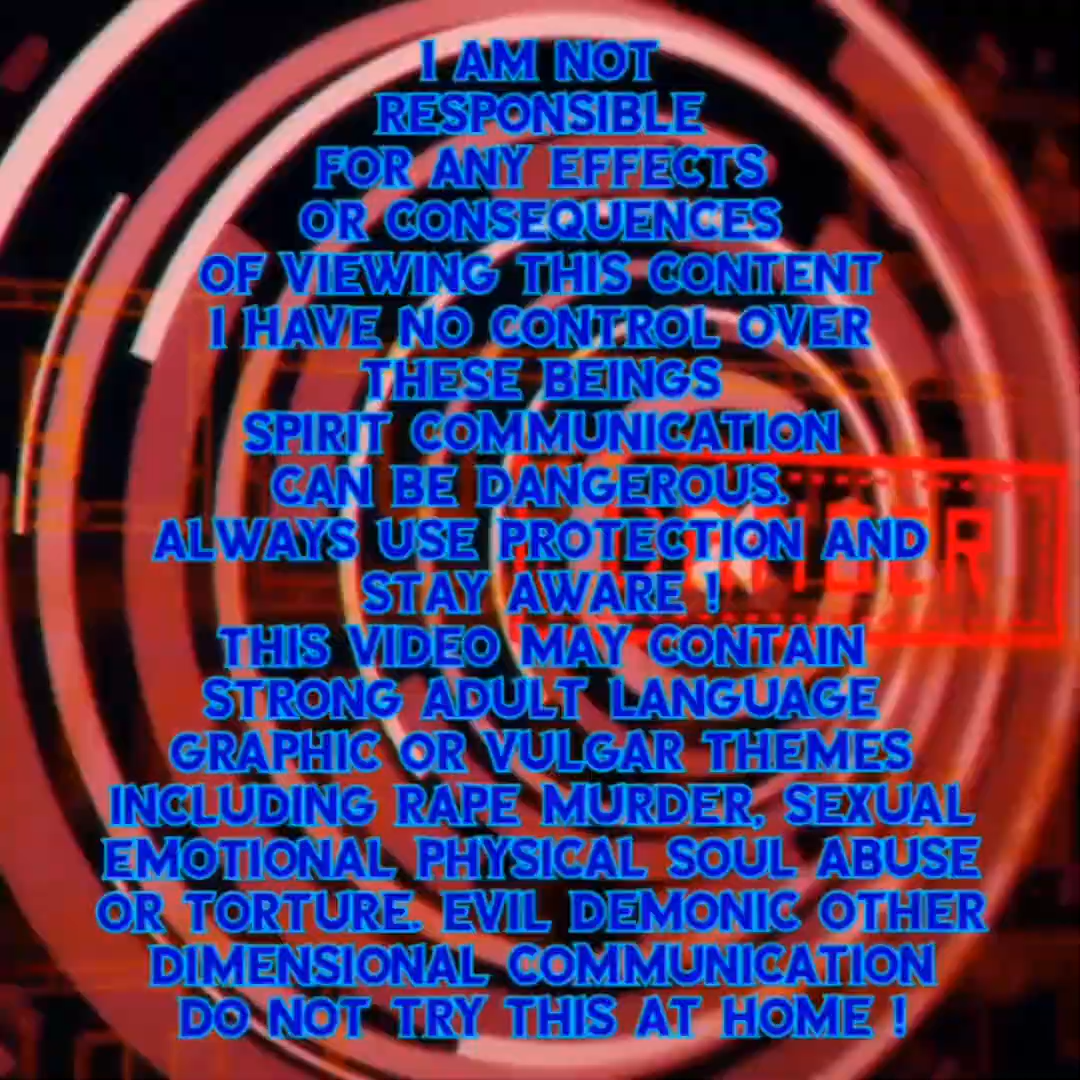 I AM NOT
RESPONSIBLE
FOR ANY EFFECTS
OR CONSEQUENCES
OF VIEWING THIS CONTENT
I HAVE NO CONTROL OVER
THESE BEINGS
SPIRIT COMMUNICATION
CAN BE DANGEROUS.
ALWAYS USE PROTECTION AND
STAY AWARE !
THIS VIDEO MAY CONTAIN
STRONG ADULT LANGUAGE
GRAPHIC OR VULGAR THEMES
INCLUDING RAPE MURDER, SEXUAL
EMOTIONAL PHYSICAL SOUL ABUSE
OR TORTURE. EVIL DEMONIC OTHER
DIMENSIONAL COMMUNICATION
DO NOT TRY THIS AT HOME !